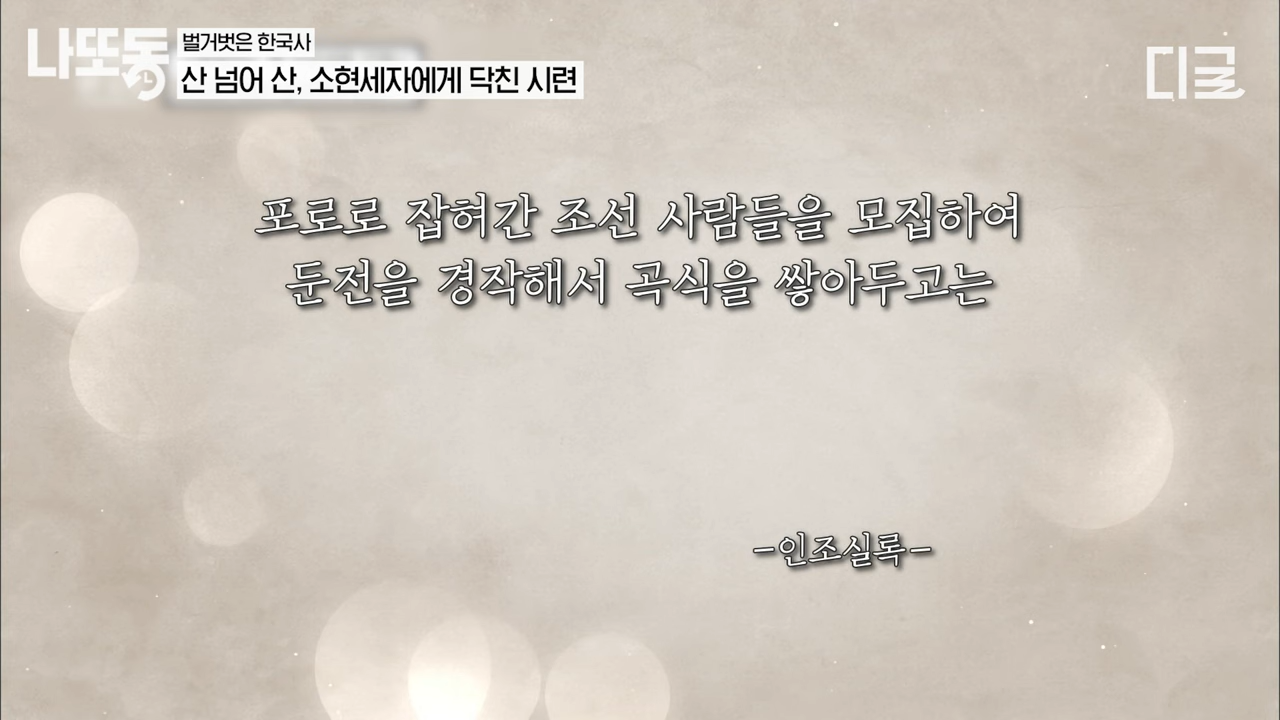 나또동
벌거벗은 한국사
산 넘어 산, 소현세자에게 닥친 시련
디글
포로로 잡혀간 조선 사람들을 모집하여
둔전을 경작해서 곡식을 쌓아두고는
-인조실록-